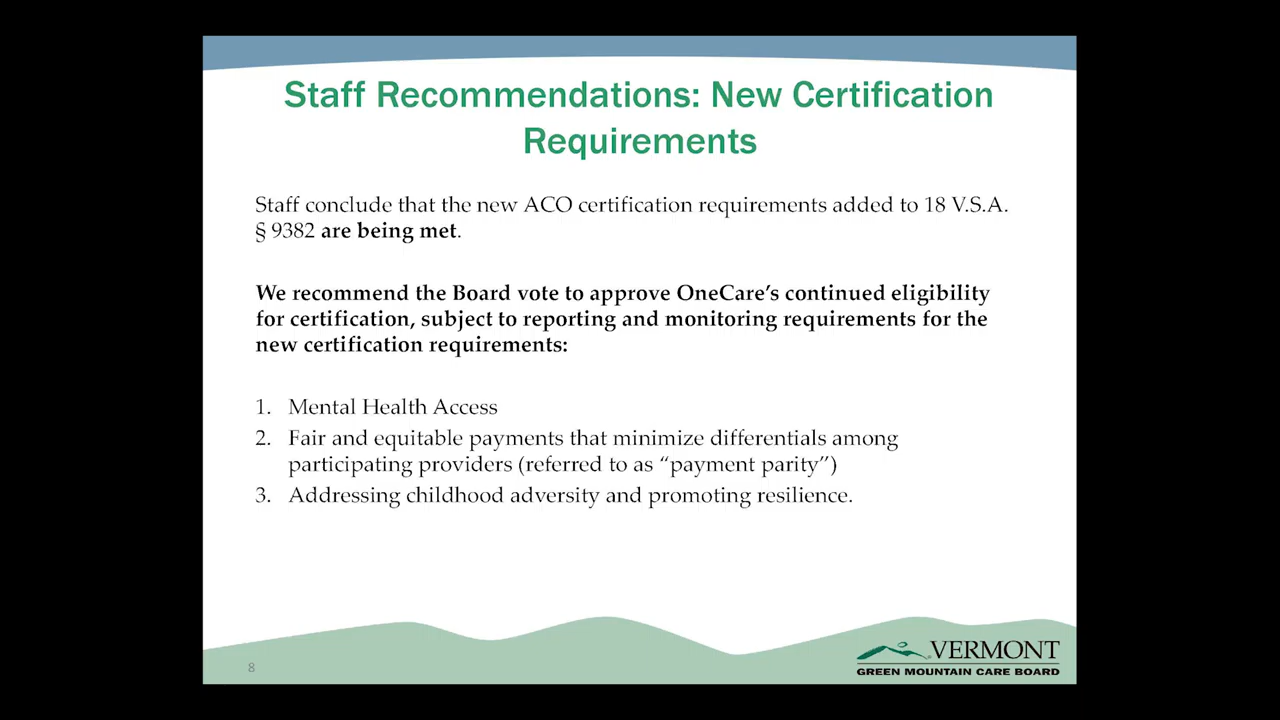 Staff Recommendations: New Certification
Requirements
Staff conclude that the new ACO certification requirements added to 18 V.S.A.
§ 9382 are being met.
We recommend the Board vote to approve OneCare’s continued eligibility
for certification, subject to reporting and monitoring requirements for the
new certification requirements:
1. Mental Health Access
2. Fair and equitable payments that minimize differentials among
participating providers (referred to as “payment parity”)
3. Addressing childhood adversity and promoting resilience.
8
VERMONT
GREEN MOUNTAIN CARE BOARD